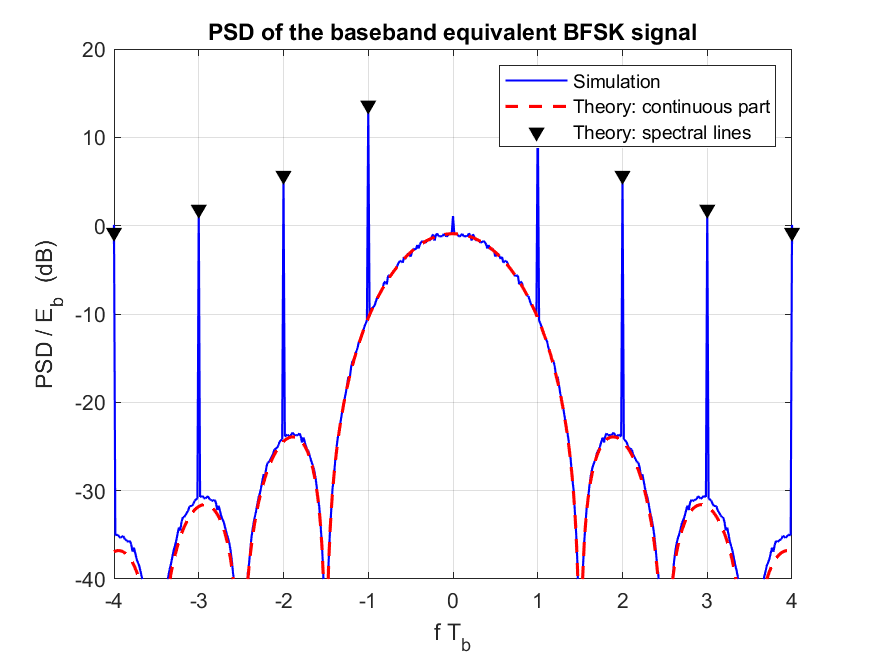 PSD of the baseband equivalent BFSK signal
20
10
0
-10
-20
-30
-40
PSD / E_b (dB)
Simulation
Theory: continuous part
Theory: spectral lines
-4
-3
-2
-1
0
1
2
3
4
f T_b